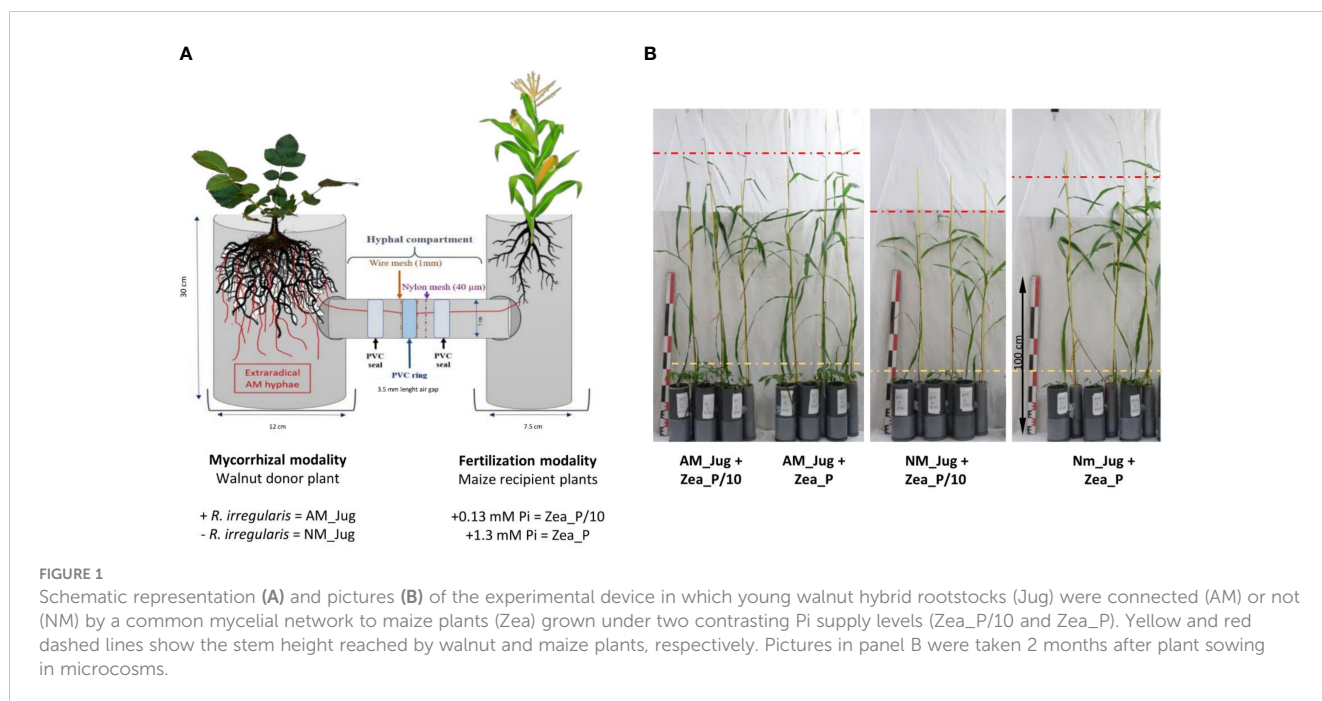 A
B
Hyphal compartment
Wire mesh (1mm)
Nylon mesh (40 µm)
30 cm
7 cm
PVC
seal
PVC
seal
PVC ring
3.5 mm lenght air gap
Extraradical
AM hyphae
12 cm
7.5 cm
100 cm
Mycorrhizal modality
Walnut donor plant
+ R. irregularis = AM_Jug
- R. irregularis = NM_Jug
Fertilization modality
Maize recipient plants
+0.13 mM Pi = Zea_P/10
+1.3 mM Pi = Zea_P
AM_Jug +
Zea_P/10
AM_Jug +
Zea_P
NM_Jug +
Zea_P/10
Nm_Jug +
Zea_P
FIGURE 1
Schematic representation (A) and pictures (B) of the experimental device in which young walnut hybrid rootstocks (Jug) were connected (AM) or not
(NM) by a common mycelial network to maize plants (Zea) grown under two contrasting Pi supply levels (Zea_P/10 and Zea_P). Yellow and red
dashed lines show the stem height reached by walnut and maize plants, respectively. Pictures in panel B were taken 2 months after plant sowing
in microcosms.